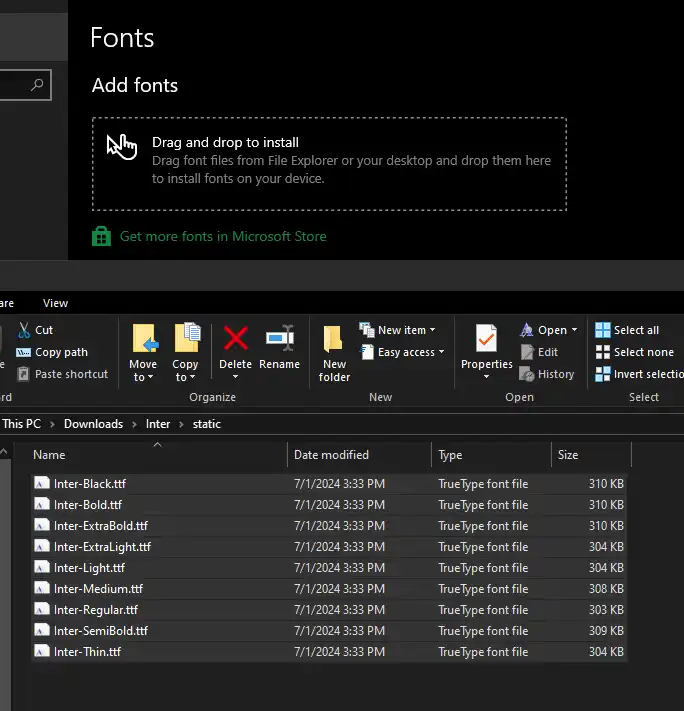 Fonts
Add fonts
Drag and drop to install
Drag font files from File Explorer or your desktop and drop them here
to install fonts on your device.
Get more fonts in Microsoft Store
are View
Cut
Copy path
Paste shortcut
Move to
Copy to
Delete
Rename
Organize
New folder
New item
Easy access
New
Properties
Open
Edit
History
Open
Select all
Select none
Invert selectio
Select
e
rd
This PC > Downloads > Inter > static
Name Date modified Type Size
Inter-Black.ttf 7/1/2024 3:33 PM TrueType font file 310 KB
Inter-Bold.ttf 7/1/2024 3:33 PM TrueType font file 310 KB
Inter-ExtraBold.ttf 7/1/2024 3:33 PM TrueType font file 310 KB
Inter-ExtraLight.ttf 7/1/2024 3:33 PM TrueType font file 304 KB
Inter-Light.ttf 7/1/2024 3:33 PM TrueType font file 304 KB
Inter-Medium.ttf 7/1/2024 3:33 PM TrueType font file 308 KB
Inter-Regular.ttf 7/1/2024 3:33 PM TrueType font file 303 KB
Inter-SemiBold.ttf 7/1/2024 3:33 PM TrueType font file 309 KB
Inter-Thin.ttf 7/1/2024 3:33 PM TrueType font file 304 KB